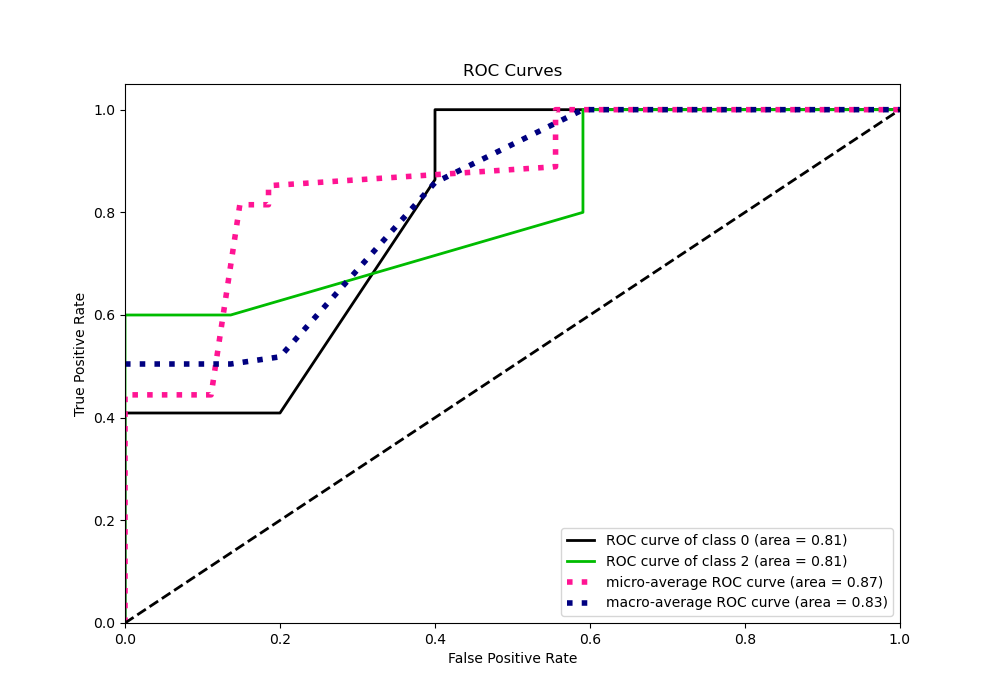 ROC Curves
True Positive Rate
1.0
0.8
0.6
0.4
0.2
0.0
0.0 0.2 0.4 0.6 0.8 1.0
False Positive Rate
ROC curve of class 0 (area = 0.81)
ROC curve of class 2 (area = 0.81)
micro-average ROC curve (area = 0.87)
macro-average ROC curve (area = 0.83)